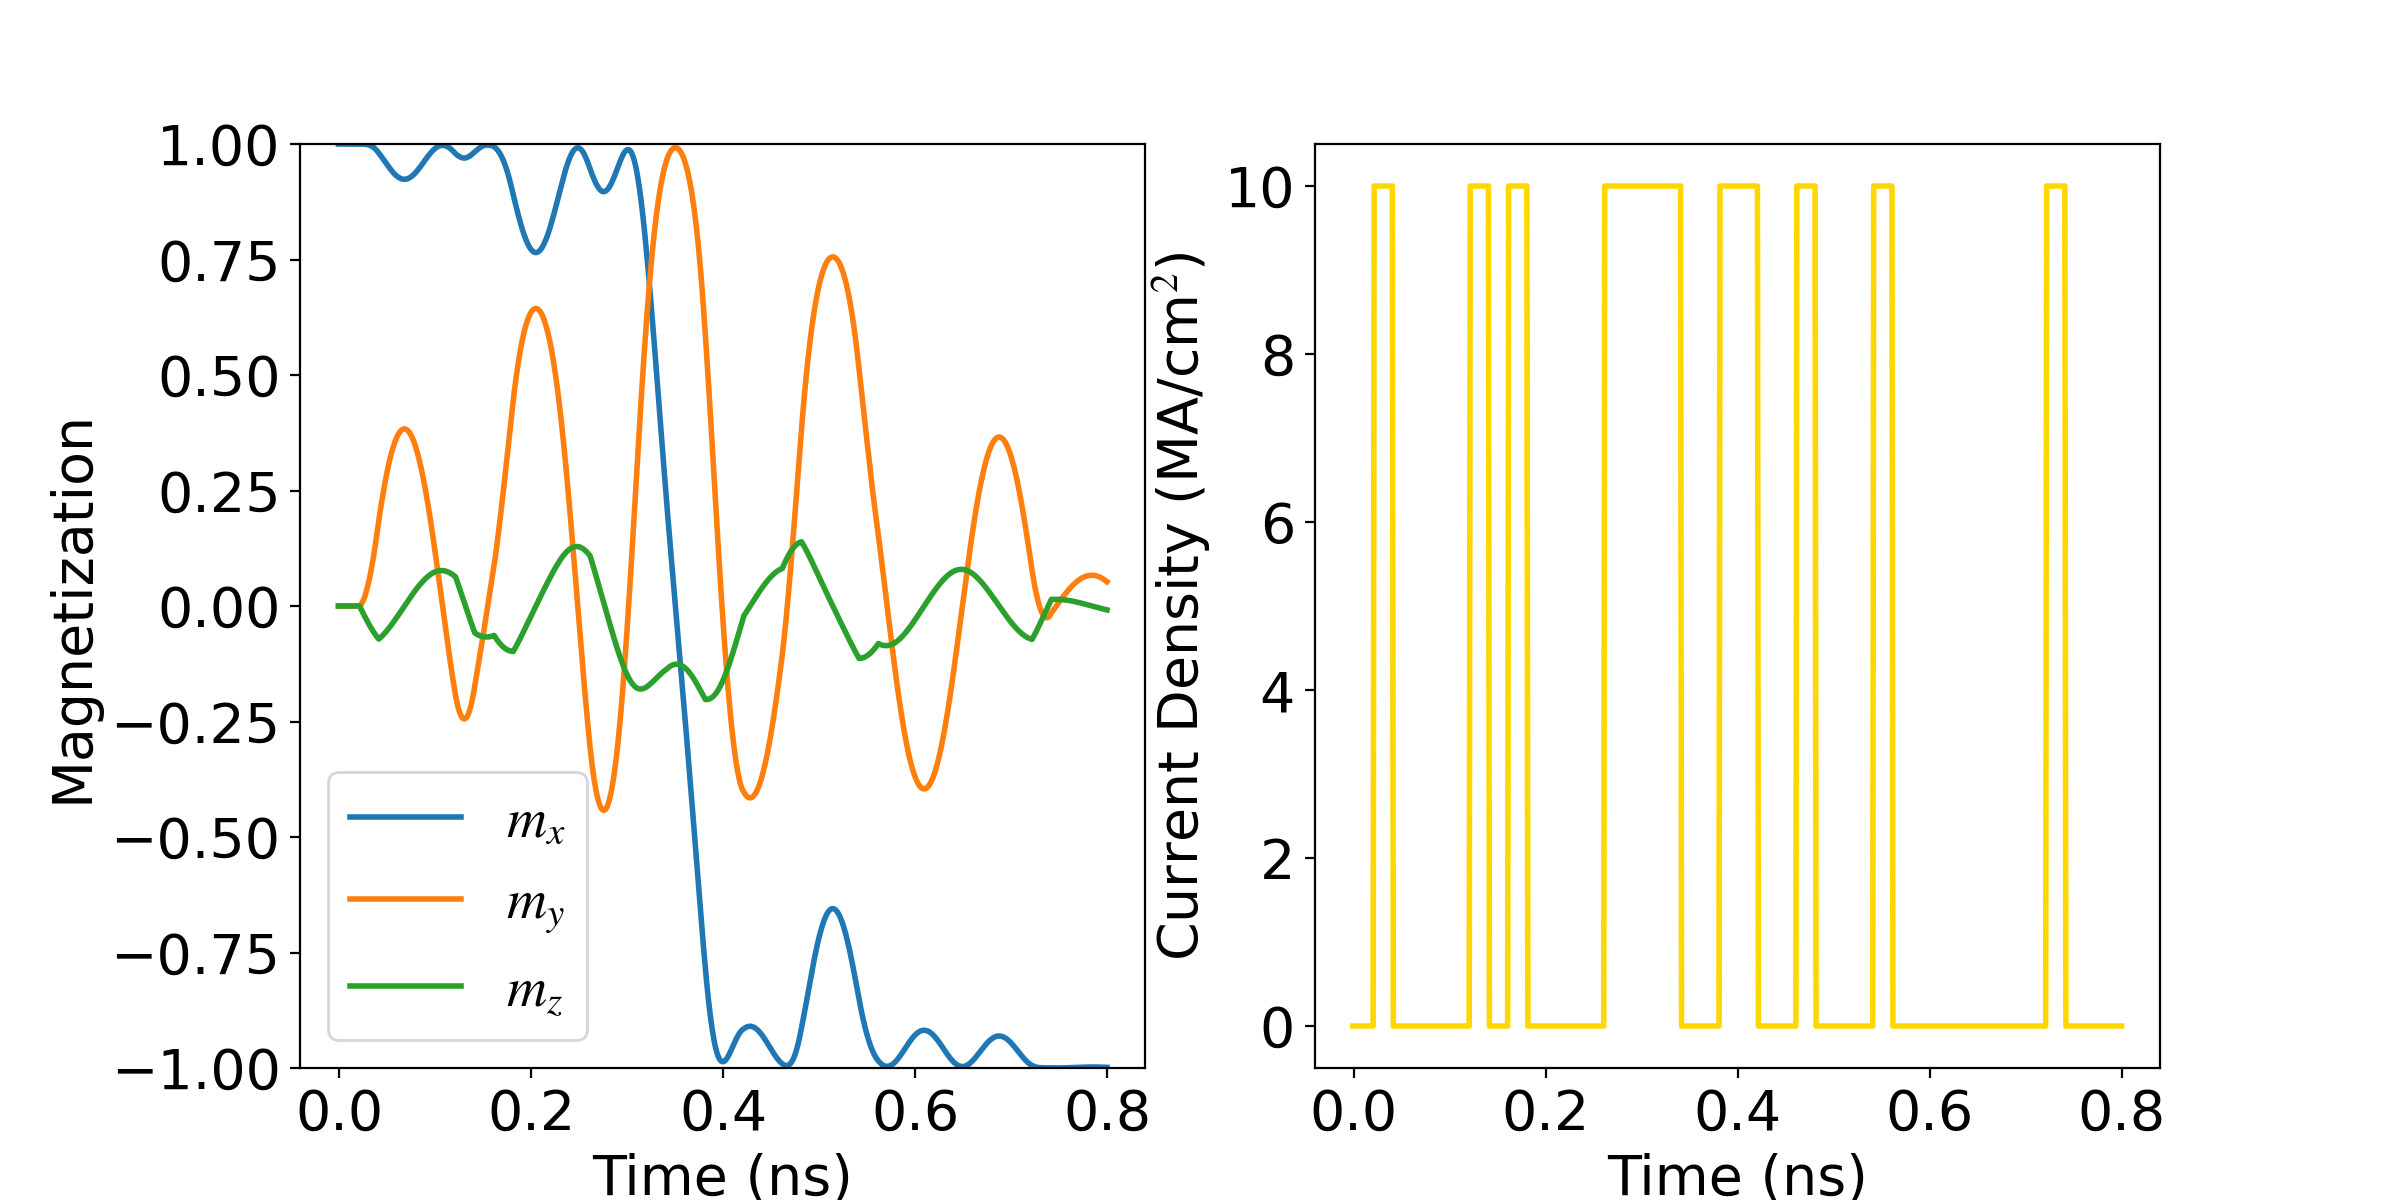 1.00
0.75
0.50
0.25
0.00
−0.25
−0.50
−0.75
−1.00
Magnetization
m_x
m_y
m_z
0.0 0.2 0.4 0.6 0.8
Time (ns)
10
8
6
4
2
0
Current Density (MA/cm²)
0.0 0.2 0.4 0.6 0.8
Time (ns)